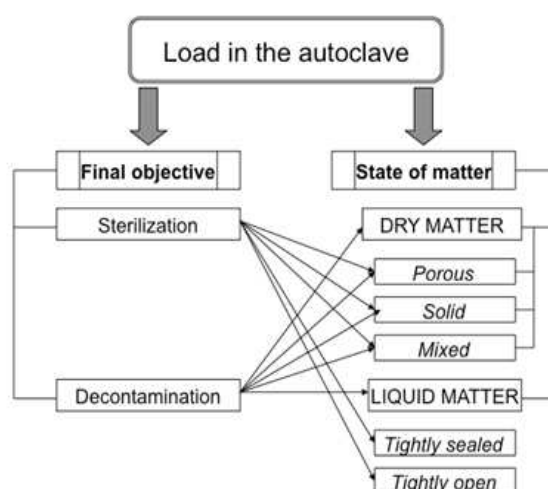 Load in the autoclave
Final objective
State of matter
Sterilization
DRY MATTER
Porous
Solid
Mixed
Decontamination
LIQUID MATTER
Tightly sealed
Tightly open